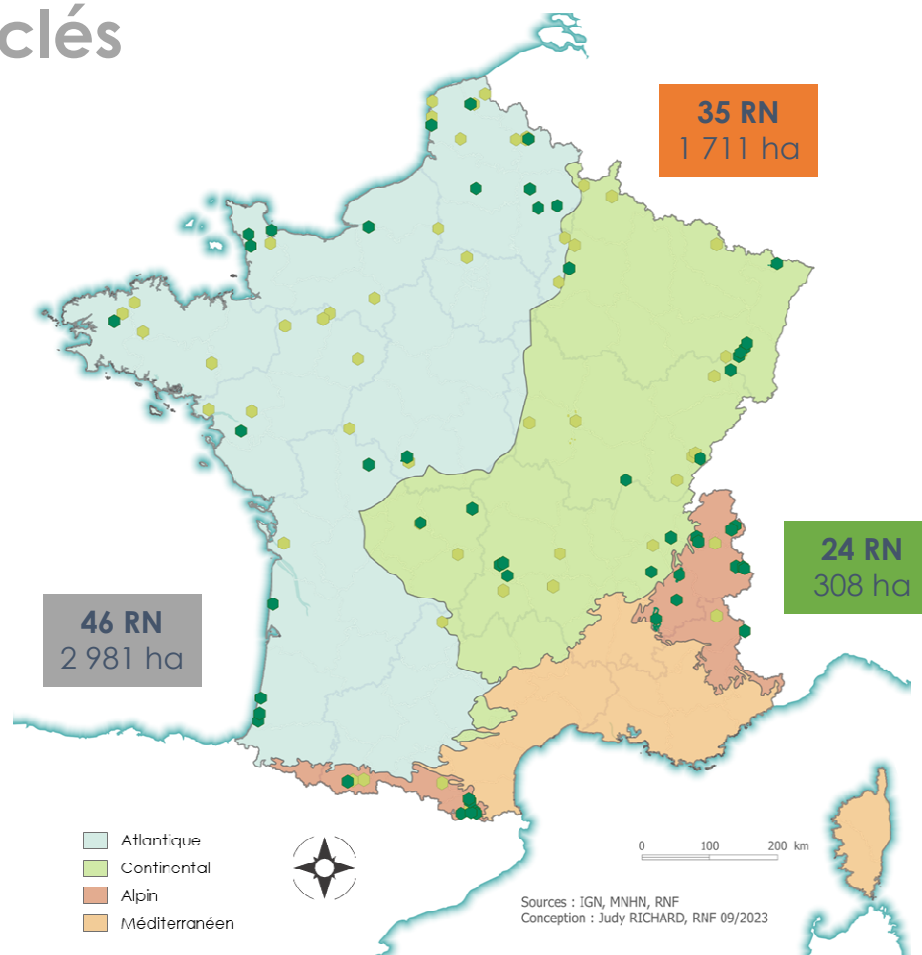 clés
35 RN
1 711 ha
24 RN
308 ha
46 RN
2 981 ha
Atlantique
Continental
Alpin
Méditerranéen
0 100 200 km
Sources : IGN, MNHN, RNF
Conception : Judy RICHARD, RNF 09/2023